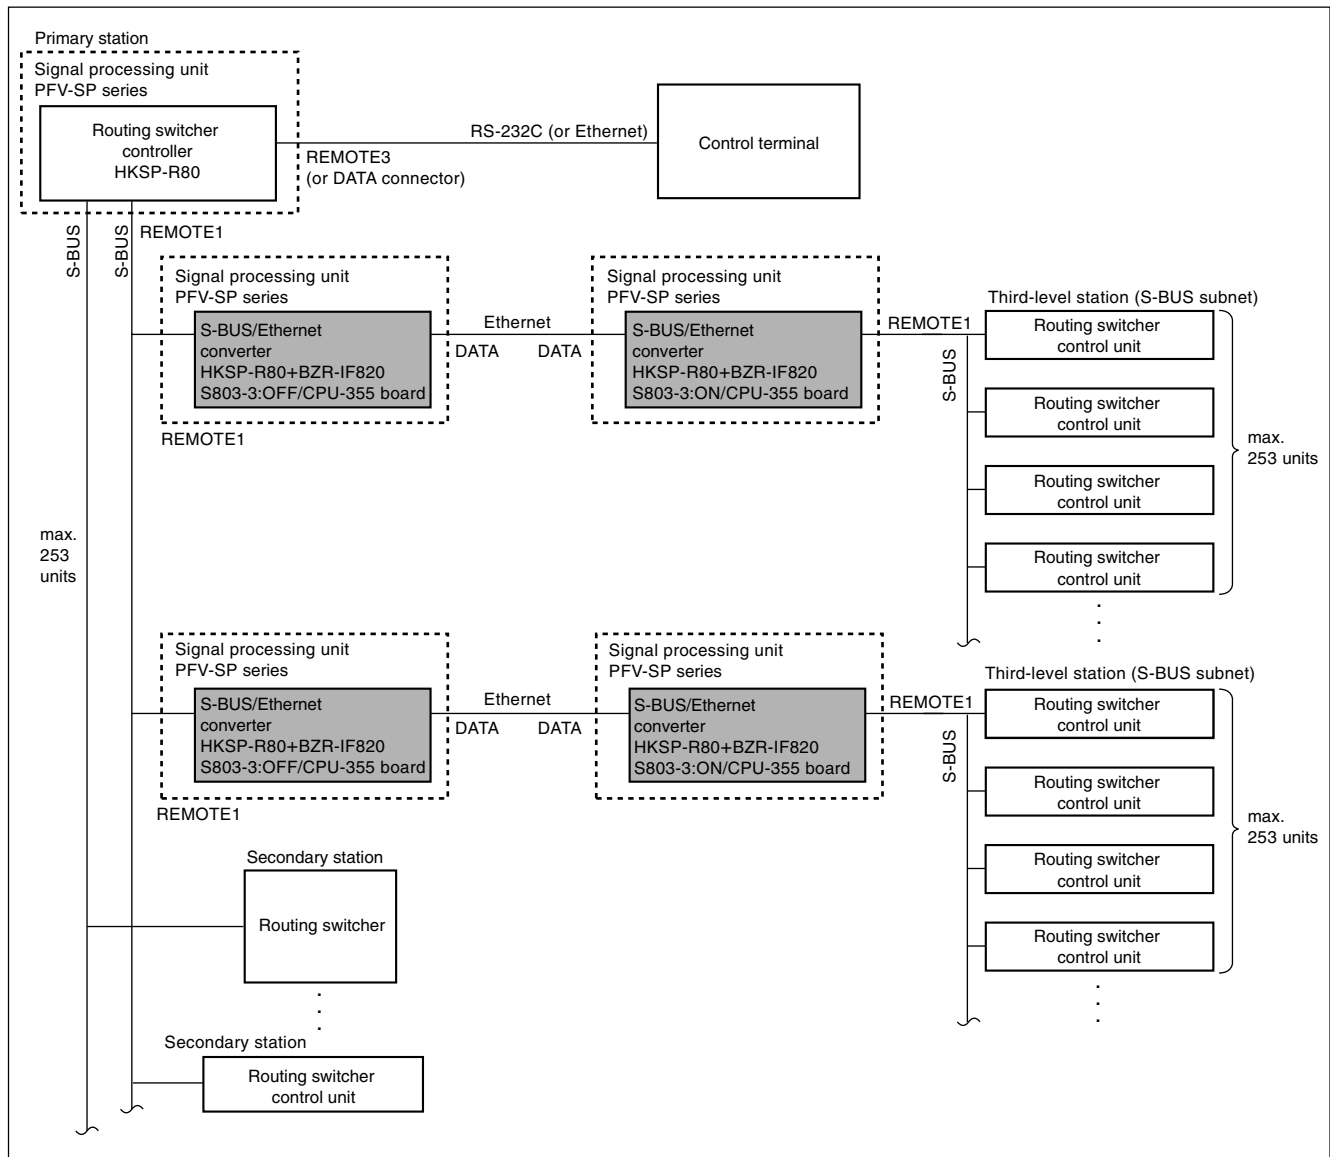 Primary station
Signal processing unit
PFV-SP series
Routing switcher
controller
HKSP-R80
RS-232C (or Ethernet)
REMOTE3
(or DATA connector)
Control terminal
S-BUS
S-BUS
REMOTE1
Signal processing unit
PFV-SP series
S-BUS/Ethernet
converter
HKSP-R80+BZR-IF820
S803-3:OFF/CPU-355 board
REMOTE1
Ethernet
DATA
DATA
Signal processing unit
PFV-SP series
S-BUS/Ethernet
converter
HKSP-R80+BZR-IF820
S803-3:ON/CPU-355 board
REMOTE1
S-BUS
Third-level station (S-BUS subnet)
Routing switcher
control unit
Routing switcher
control unit
Routing switcher
control unit
Routing switcher
control unit
max.
253 units
max.
253
units
Signal processing unit
PFV-SP series
S-BUS/Ethernet
converter
HKSP-R80+BZR-IF820
S803-3:OFF/CPU-355 board
REMOTE1
Ethernet
DATA
DATA
Signal processing unit
PFV-SP series
S-BUS/Ethernet
converter
HKSP-R80+BZR-IF820
S803-3:ON/CPU-355 board
REMOTE1
S-BUS
Third-level station (S-BUS subnet)
Routing switcher
control unit
Routing switcher
control unit
Routing switcher
control unit
Routing switcher
control unit
max.
253 units
Secondary station
Routing switcher
Secondary station
Routing switcher
control unit